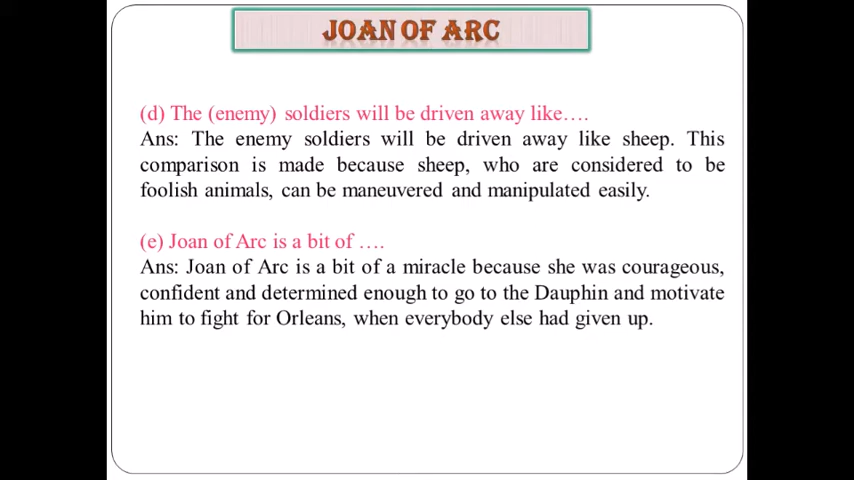 JOAN OF ARC
(d) The (enemy) soldiers will be driven away like….
Ans: The enemy soldiers will be driven away like sheep. This
comparison is made because sheep, who are considered to be
foolish animals, can be maneuvered and manipulated easily.
(e) Joan of Arc is a bit of ….
Ans: Joan of Arc is a bit of a miracle because she was courageous,
confident and determined enough to go to the Dauphin and motivate
him to fight for Orleans, when everybody else had given up.